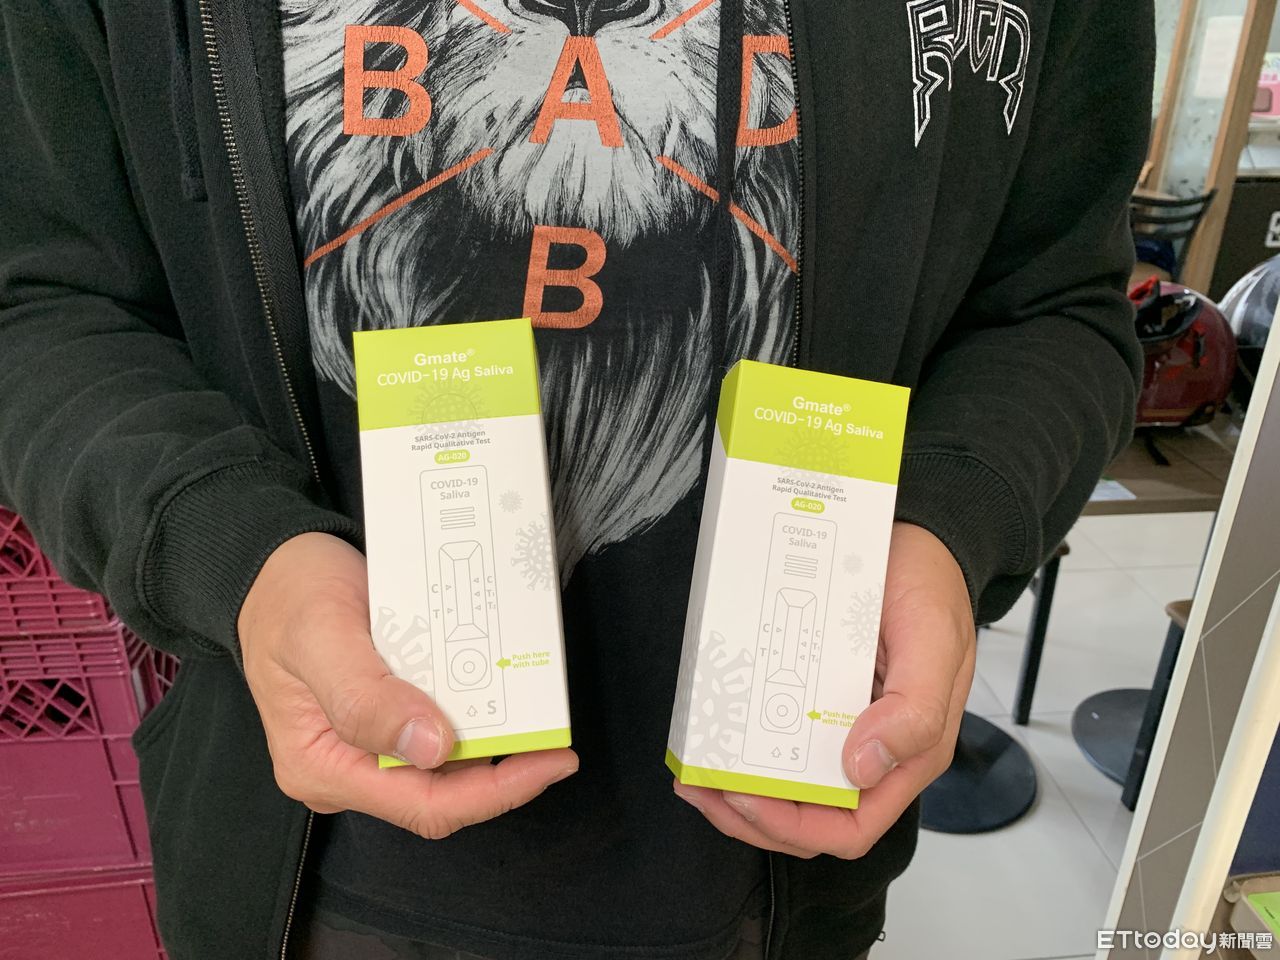 B A D
B
Gmate®
COVID-19 Ag Saliva
SARS-CoV-2 Antigen
Rapid Qualitative Test
AG-020
COVID-19
Saliva
C
T
C
T1
T2
Push here
with tube
S
Gmate®
COVID-19 Ag Saliva
SARS-CoV-2 Antigen
Rapid Qualitative Test
AG-020
COVID-19
Saliva
C
T
C
Push here
with tube
S
ETtoday新聞雲